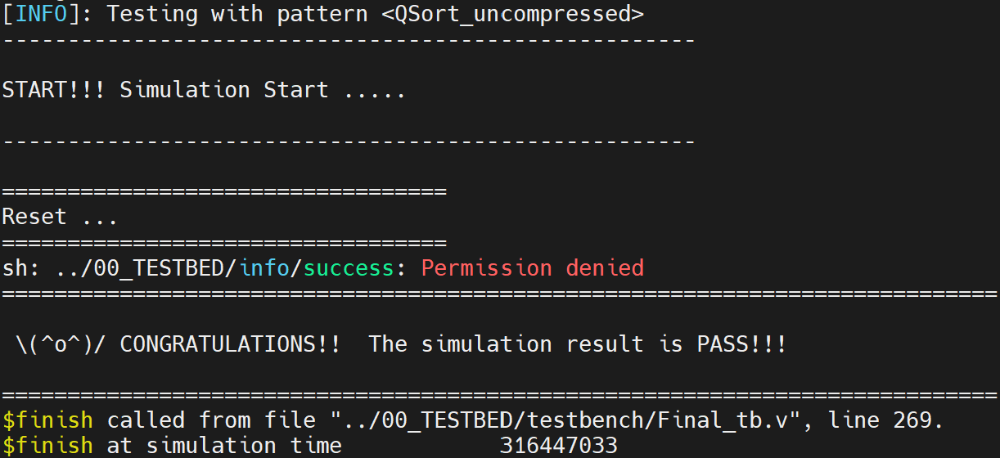 [INFO]: Testing with pattern <QSort_uncompressed>
-----------------------------------------------------
START!!! Simulation Start .....
-----------------------------------------------------
==================================
Reset ...
==================================
sh: ../00_TESTBED/info/success: Permission denied
============================================================================
\(^o^)/ CONGRATULATIONS!!  The simulation result is PASS!!!
============================================================================
$finish called from file "../00_TESTBED/testbench/Final_tb.v", line 269.
$finish at simulation time            316447033